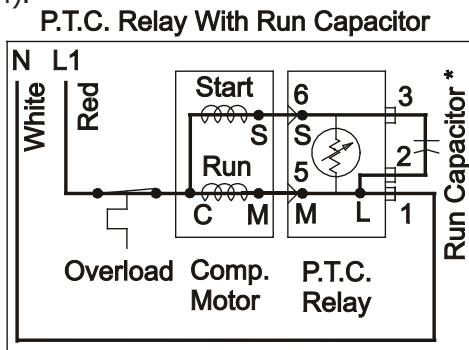 P.T.C. Relay With Run Capacitor
N L1
White
Red
Start
Run
S
C
M
6
S
5
M
L
3
2
1
Run Capacitor *
Overload
Comp.
Motor
P.T.C.
Relay